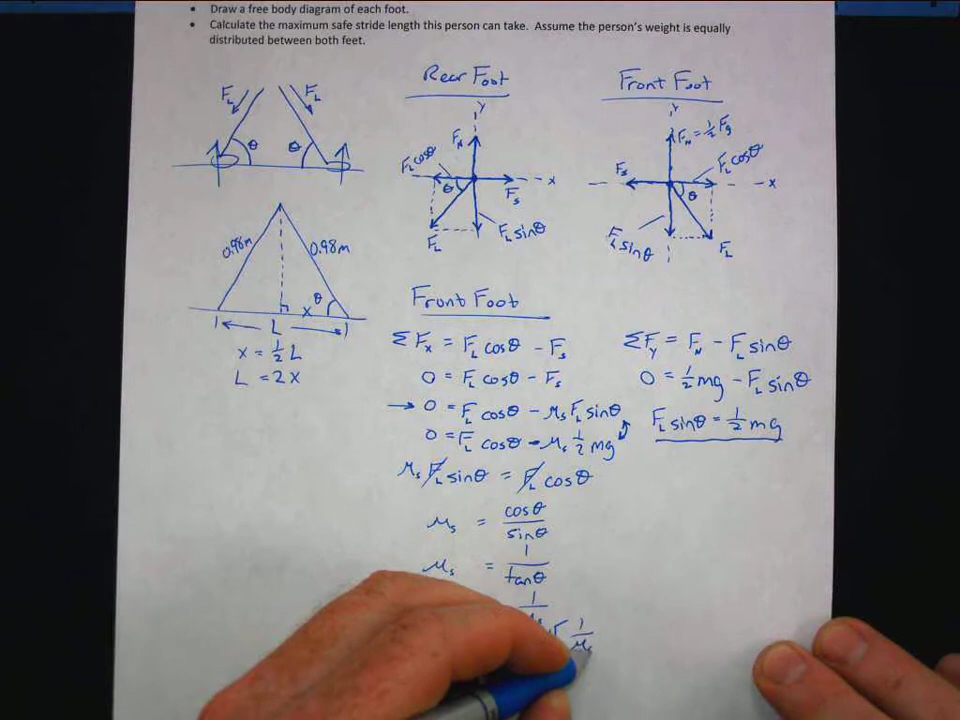 • Draw a free body diagram of each foot.
• Calculate the maximum safe stride length this person can take. Assume the person's weight is equally
distributed between both feet.
Rear Foot
Front Foot
F_L F_L
θ θ
y
F_N
F_L cosθ
θ
x
F_s
F_L sinθ
F_L
y
F_N = ½ F_g
F_L cosθ
F_s
x
θ
F_L sinθ
F_L
0.98m 0.98m
θ
x
L
x = ½ L
L = 2x
Front Foot
ΣF_x = F_L cosθ - F_s
0 = F_L cosθ - F_s
→ 0 = F_L cosθ - μ_s F_L sinθ
0 = F_L cosθ - μ_s ½ mg
μ_s F_L sinθ = F_L cosθ
μ_s = cosθ / sinθ
μ_s = 1 / tanθ
1
1 / μ_s
ΣF_y = F_N - F_L sinθ
0 = ½ mg - F_L sinθ
F_L sinθ = ½ mg